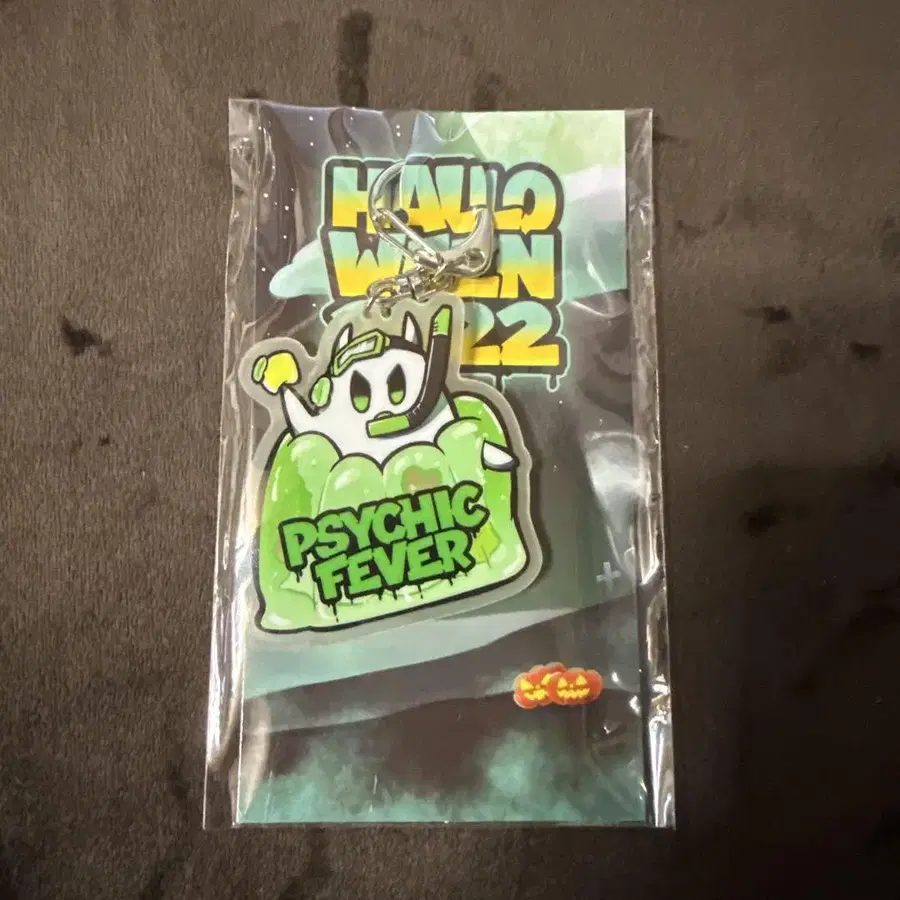 HALLO
WEEN
22
PSYCHIC
FEVER